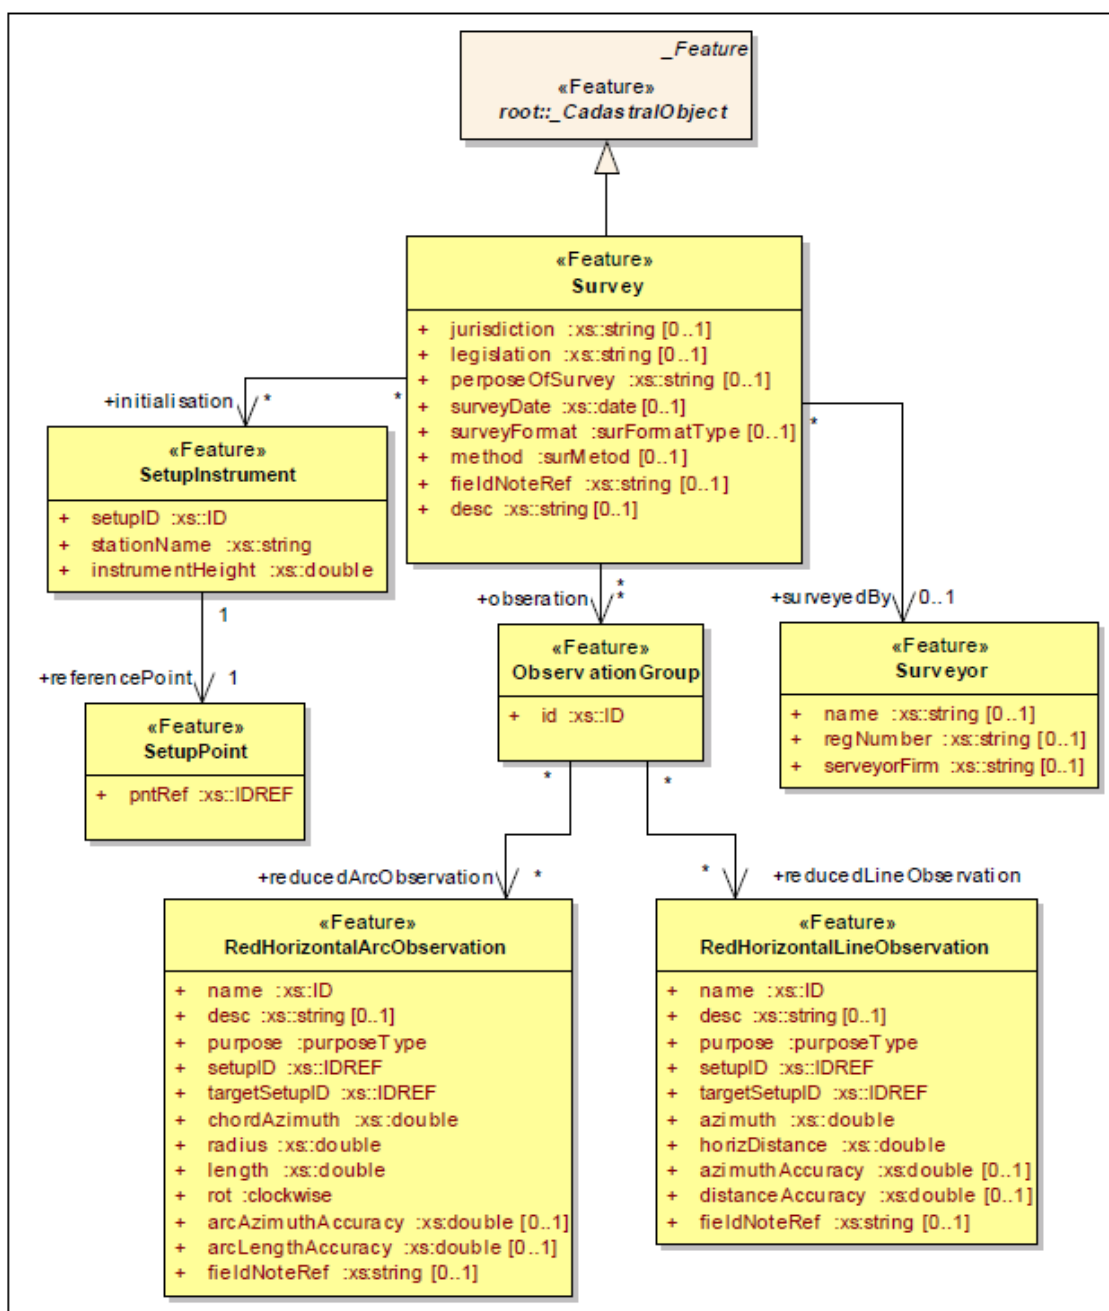 _Feature
«Feature»
root::_CadastralObject
«Feature»
Survey
+ jurisdiction :xs::string [0..1]
+ legislation :xs::string [0..1]
+ perposeOfSurvey :xs::string [0..1]
+ surveyDate :xs::date [0..1]
+ surveyFormat :surFormatType [0..1]
+ method :surMetod [0..1]
+ fieldNoteRef :xs::string [0..1]
+ desc :xs::string [0..1]
+initialisation
*
*
*
«Feature»
SetupInstrument
+ setupID :xs::ID
+ stationName :xs::string
+ instrumentHeight :xs::double
*
*
+obseration
+surveyedBy
0..1
1
+referencePoint
1
«Feature»
ObservationGroup
+ id :xs::ID
«Feature»
Surveyor
+ name :xs::string [0..1]
+ regNumber :xs::string [0..1]
+ serveyorFirm :xs::string [0..1]
«Feature»
SetupPoint
+ pntRef :xs::IDREF
*
*
+reducedArcObservation
*
*
+reducedLineObservation
«Feature»
RedHorizontalArcObservation
+ name :xs::ID
+ desc :xs::string [0..1]
+ purpose :purposeType
+ setupID :xs::IDREF
+ targetSetupID :xs::IDREF
+ chordAzimuth :xs::double
+ radius :xs::double
+ length :xs::double
+ rot :clockwise
+ arcAzimuthAccuracy :xs:double [0..1]
+ arcLengthAccuracy :xs:double [0..1]
+ fieldNoteRef :xs:string [0..1]
«Feature»
RedHorizontalLineObservation
+ name :xs::ID
+ desc :xs::string [0..1]
+ purpose :purposeType
+ setupID :xs::IDREF
+ targetSetupID :xs::IDREF
+ azimuth :xs::double
+ horizDistance :xs::double
+ azimuthAccuracy :xs:double [0..1]
+ distanceAccuracy :xs:double [0..1]
+ fieldNoteRef :xs:string [0..1]